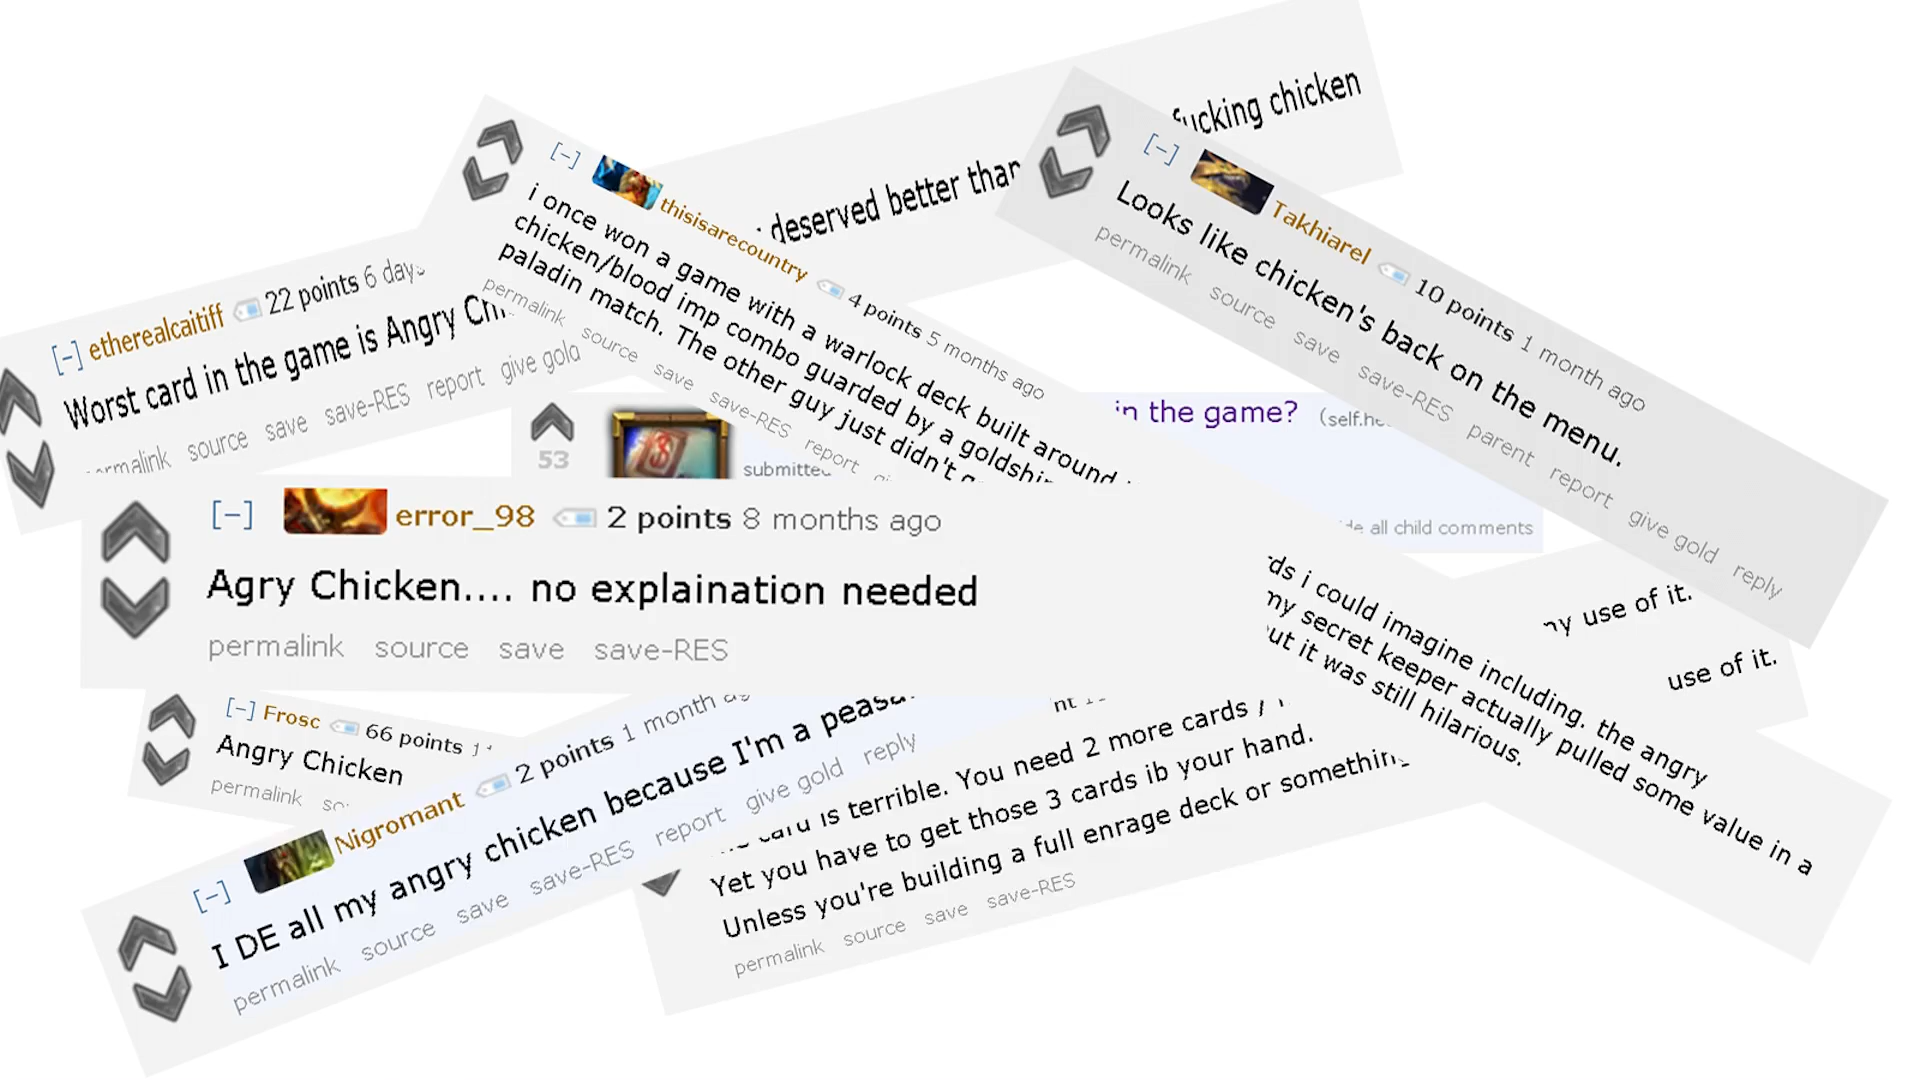 fucking chicken
deserved better than
[-] etherealcaitiff 22 points 6 days
Worst card in the game is Angry Chi
permalink source save save-RES report give gold
[-] thisisarecountry 4 points 5 months ago
i once won a game with a warlock deck built around
chicken/blood imp combo guarded by a goldshire
paladin match. The other guy just didn't
permalink source save save-RES report
[-] Takhiarel 10 points 1 month ago
Looks like chicken's back on the menu.
permalink source save save-RES parent report give gold reply
53
submitted
in the game? (self.he
all child comments
[-] error_98 2 points 8 months ago
Agry Chicken.... no explaination needed
permalink source save save-RES
ds i could imagine including. the angry
my secret keeper actually pulled some value in a
but it was still hilarious.
ny use of it.
use of it.
[-] Frosc 66 points
Angry Chicken
permalink
[-] Nigromant 2 points 1 month ag
I DE all my angry chicken because I'm a peasa
permalink source save save-RES report give gold reply
card is terrible. You need 2 more cards /
Yet you have to get those 3 cards ib your hand.
Unless you're building a full enrage deck or something
permalink source save save-RES